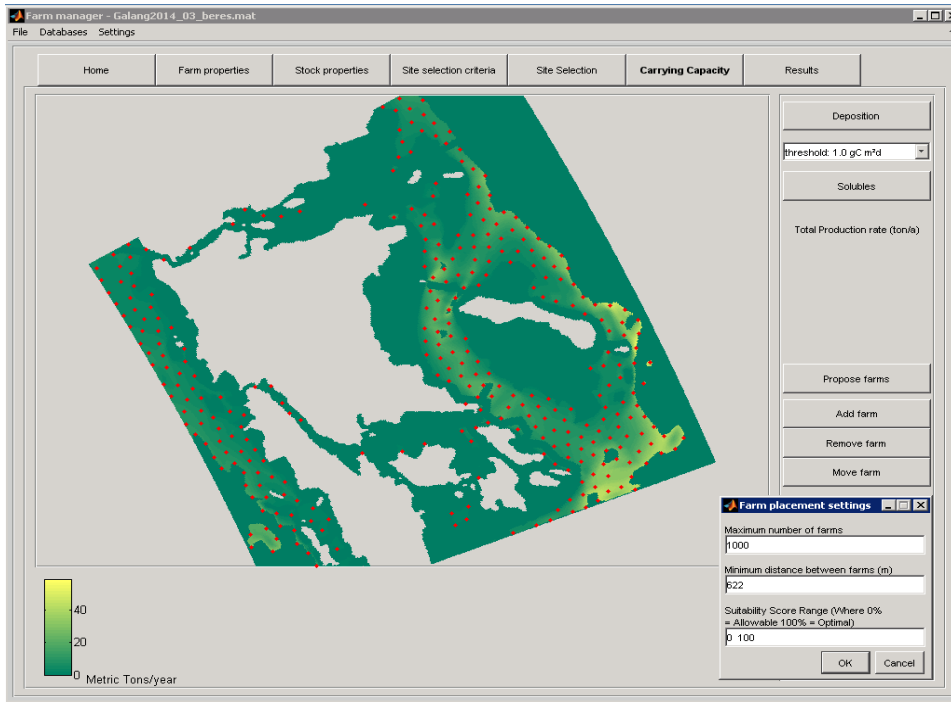 Farm manager - Galang2014_03_beres.mat
File Databases Settings
Home Farm properties Stock properties Site selection criteria Site Selection Carrying Capacity Results
Deposition
threshold: 1.0 gC m²d
Solubles
Total Production rate (ton/a)
Propose farms
Add farm
Remove farm
Move farm
Farm placement settings
Maximum number of farms
1000
Minimum distance between farms (m)
622
Suitability Score Range (Where 0%
= Allowable 100% = Optimal)
0 100
OK Cancel
40
20
0
Metric Tons/year